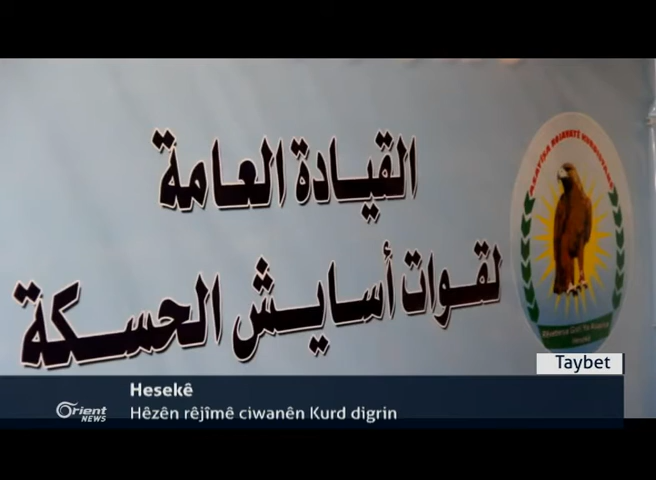 القيادة العامة
لقوات أسايش الحسكة
Taybet
Hesekê
Orient NEWS
Hêzên rêjîmê ciwanên Kurd digrin